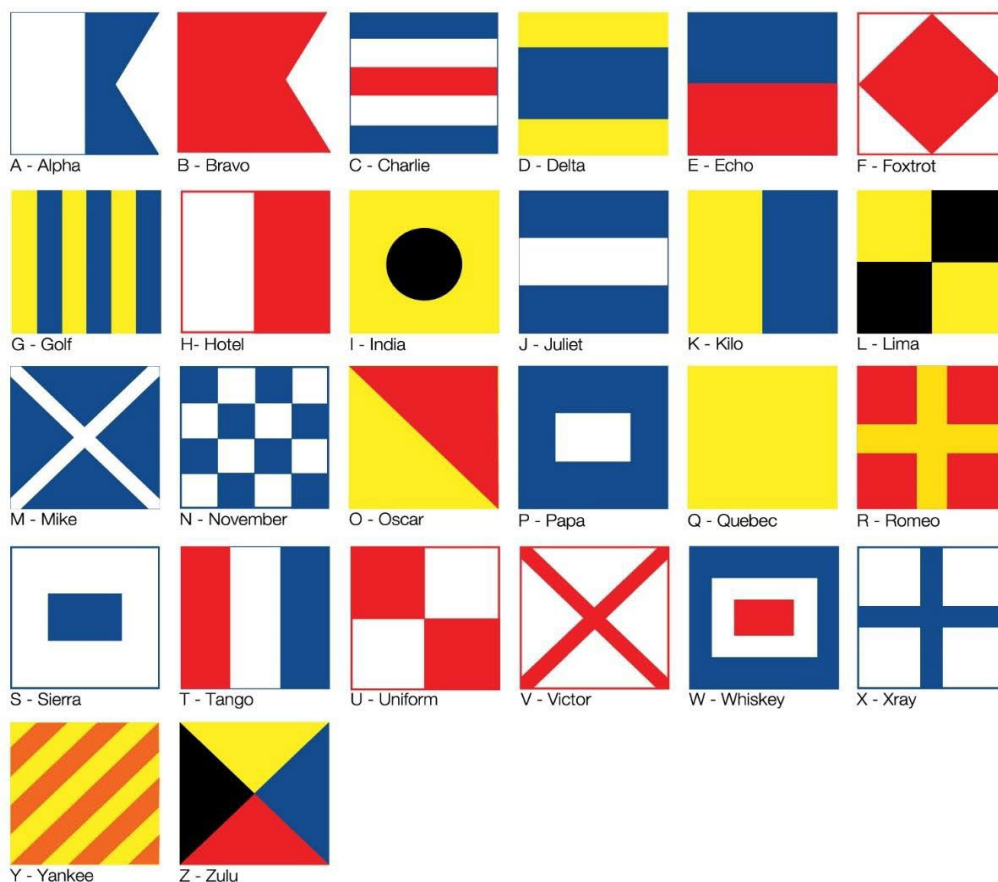 A - Alpha
B - Bravo
C - Charlie
D - Delta
E - Echo
F - Foxtrot
G - Golf
H- Hotel
I - India
J - Juliet
K - Kilo
L - Lima
M - Mike
N - November
O - Oscar
P - Papa
Q - Quebec
R - Romeo
S - Sierra
T - Tango
U - Uniform
V - Victor
W - Whiskey
X - Xray
Y - Yankee
Z - Zulu